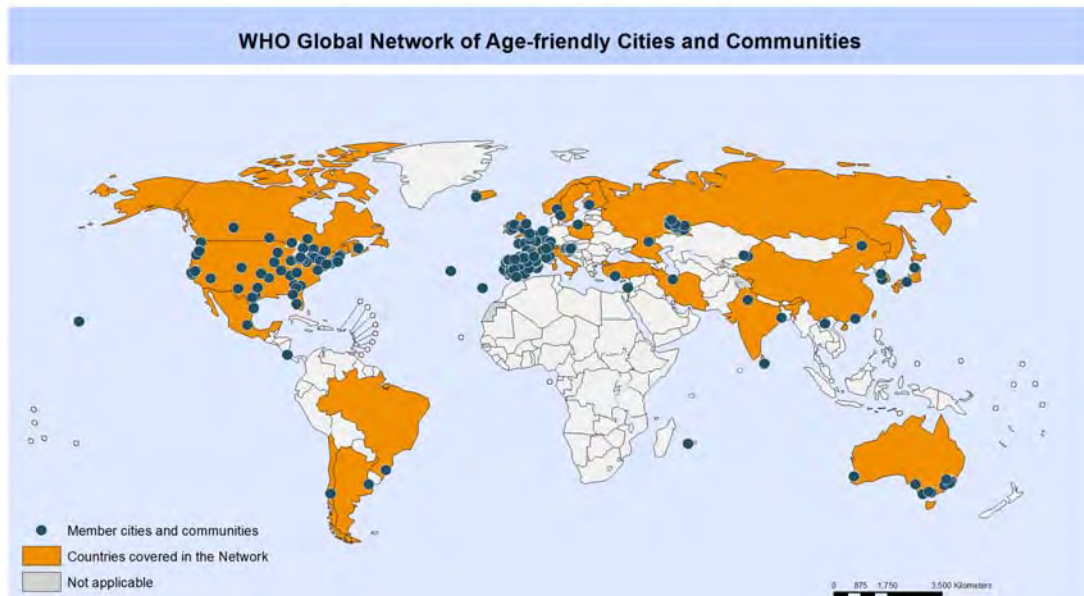 WHO Global Network of Age-friendly Cities and Communities
Member cities and communities
Countries covered in the Network
Not applicable
0 875 1,750 3,500 Kilometers